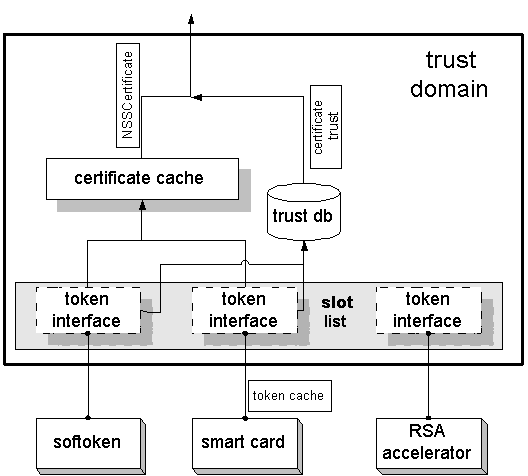 trust
domain
NSSCertificate
certificate
trust
certificate cache
trust db
token
interface
token
interface
slot
list
token
interface
token cache
softoken
smart card
RSA
accelerator